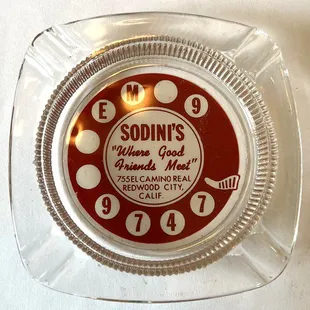 E M 9
SODINI'S
"Where Good
Friends Meet"
755 EL CAMINO REAL
REDWOOD CITY,
CALIF.
9 7 4 7